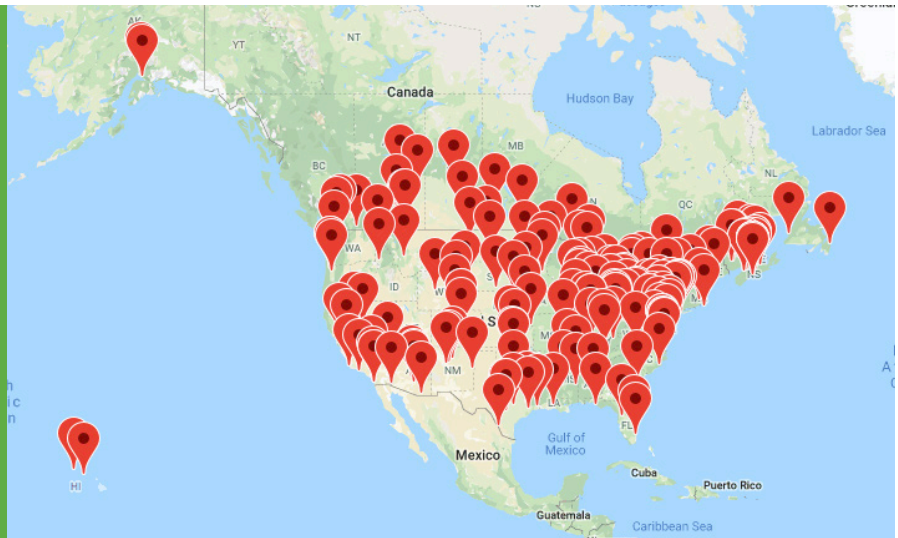 AK
YT
NT
Canada
Hudson Bay
Labrador Sea
BC
MB
NL
QC
WA
ID
NS
NM
LA
FL
Gulf of
Mexico
Mexico
Cuba
Puerto Rico
HI
Guatemala
Caribbean Sea